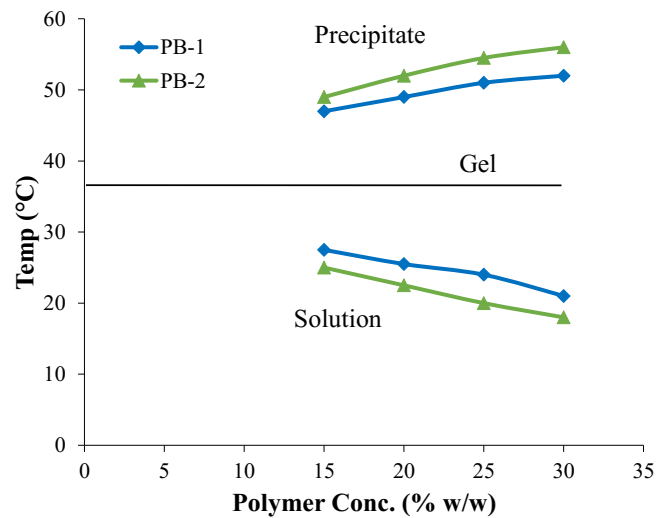 60
50
40
30
20
10
0
Temp (°C)
PB-1
PB-2
Precipitate
Gel
Solution
0 5 10 15 20 25 30 35
Polymer Conc. (% w/w)